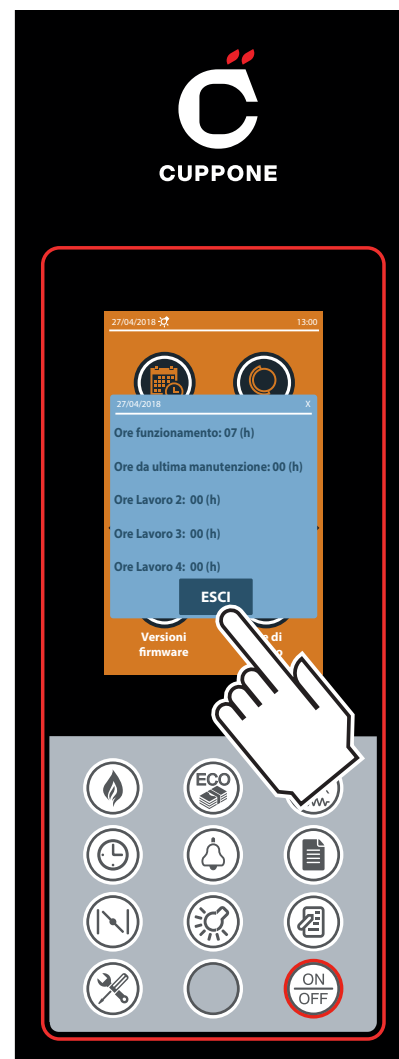 CUPPONE
27/04/2018 13:00
27/04/2018 X
Ore funzionamento: 07 (h)
Ore da ultima manutenzione: 00 (h)
Ore Lavoro 2: 00 (h)
Ore Lavoro 3: 00 (h)
Ore Lavoro 4: 00 (h)
ESCI
Versioni di
firmware
ECO
ON
OFF